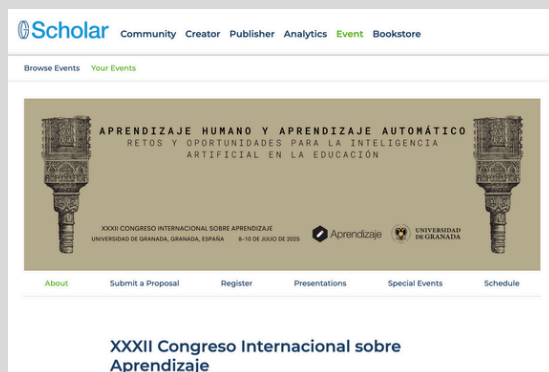 CGScholar
Community Creator Publisher Analytics Event Bookstore
Browse Events Your Events
APRENDIZAJE HUMANO Y APRENDIZAJE AUTOMÁTICO
RETOS Y OPORTUNIDADES PARA LA INTELIGENCIA
ARTIFICIAL EN LA EDUCACIÓN
XXXII CONGRESO INTERNACIONAL SOBRE APRENDIZAJE
UNIVERSIDAD DE GRANADA, GRANADA, ESPAÑA 8–10 DE JULIO DE 2025
Aprendizaje
UNIVERSIDAD
DE GRANADA
About Submit a Proposal Register Presentations Special Events Schedule
XXXII Congreso Internacional sobre
Aprendizaje